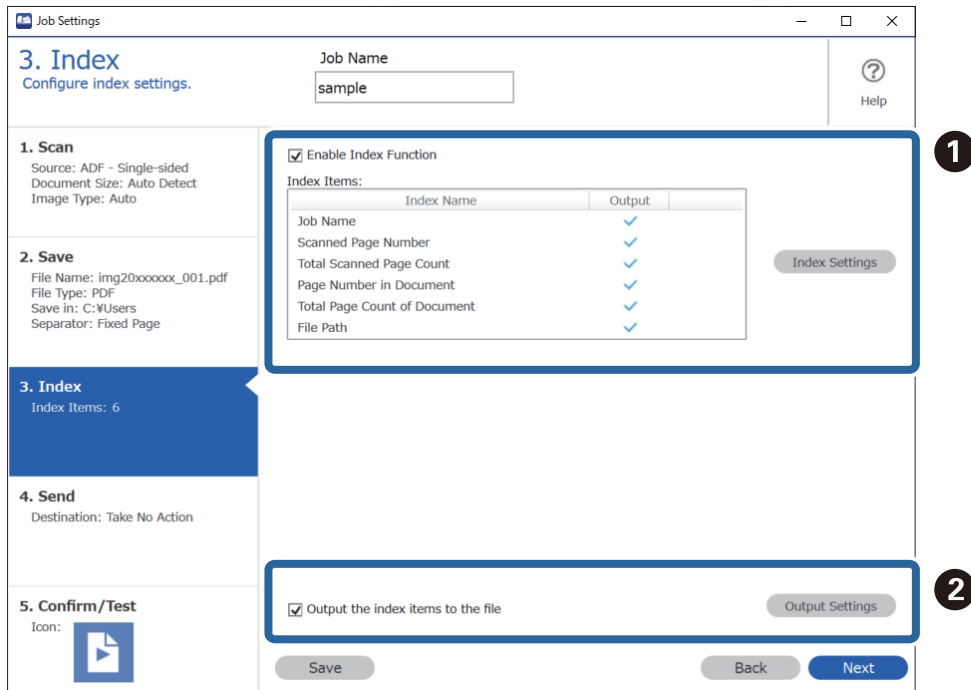 Job Settings
3. Index
Configure index settings.
Job Name
sample
Help
1. Scan
Source: ADF - Single-sided
Document Size: Auto Detect
Image Type: Auto
2. Save
File Name: img20xxxxxx_001.pdf
File Type: PDF
Save in: C:¥Users
Separator: Fixed Page
3. Index
Index Items: 6
4. Send
Destination: Take No Action
5. Confirm/Test
Icon:
1
Enable Index Function
Index Items:
Index Name Output
Job Name
Scanned Page Number
Total Scanned Page Count
Page Number in Document
Total Page Count of Document
File Path
Index Settings
2
Output the index items to the file
Output Settings
Save Back Next